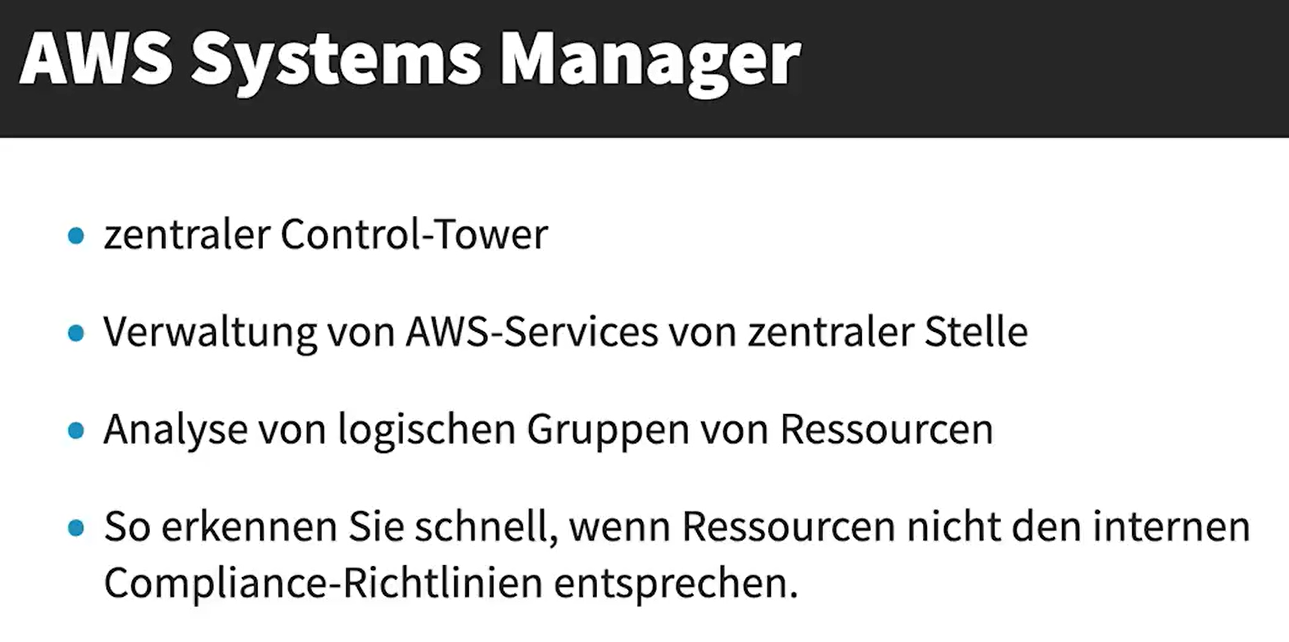 AWS Systems Manager
• zentraler Control-Tower
• Verwaltung von AWS-Services von zentraler Stelle
• Analyse von logischen Gruppen von Ressourcen
• So erkennen Sie schnell, wenn Ressourcen nicht den internen
Compliance-Richtlinien entsprechen.